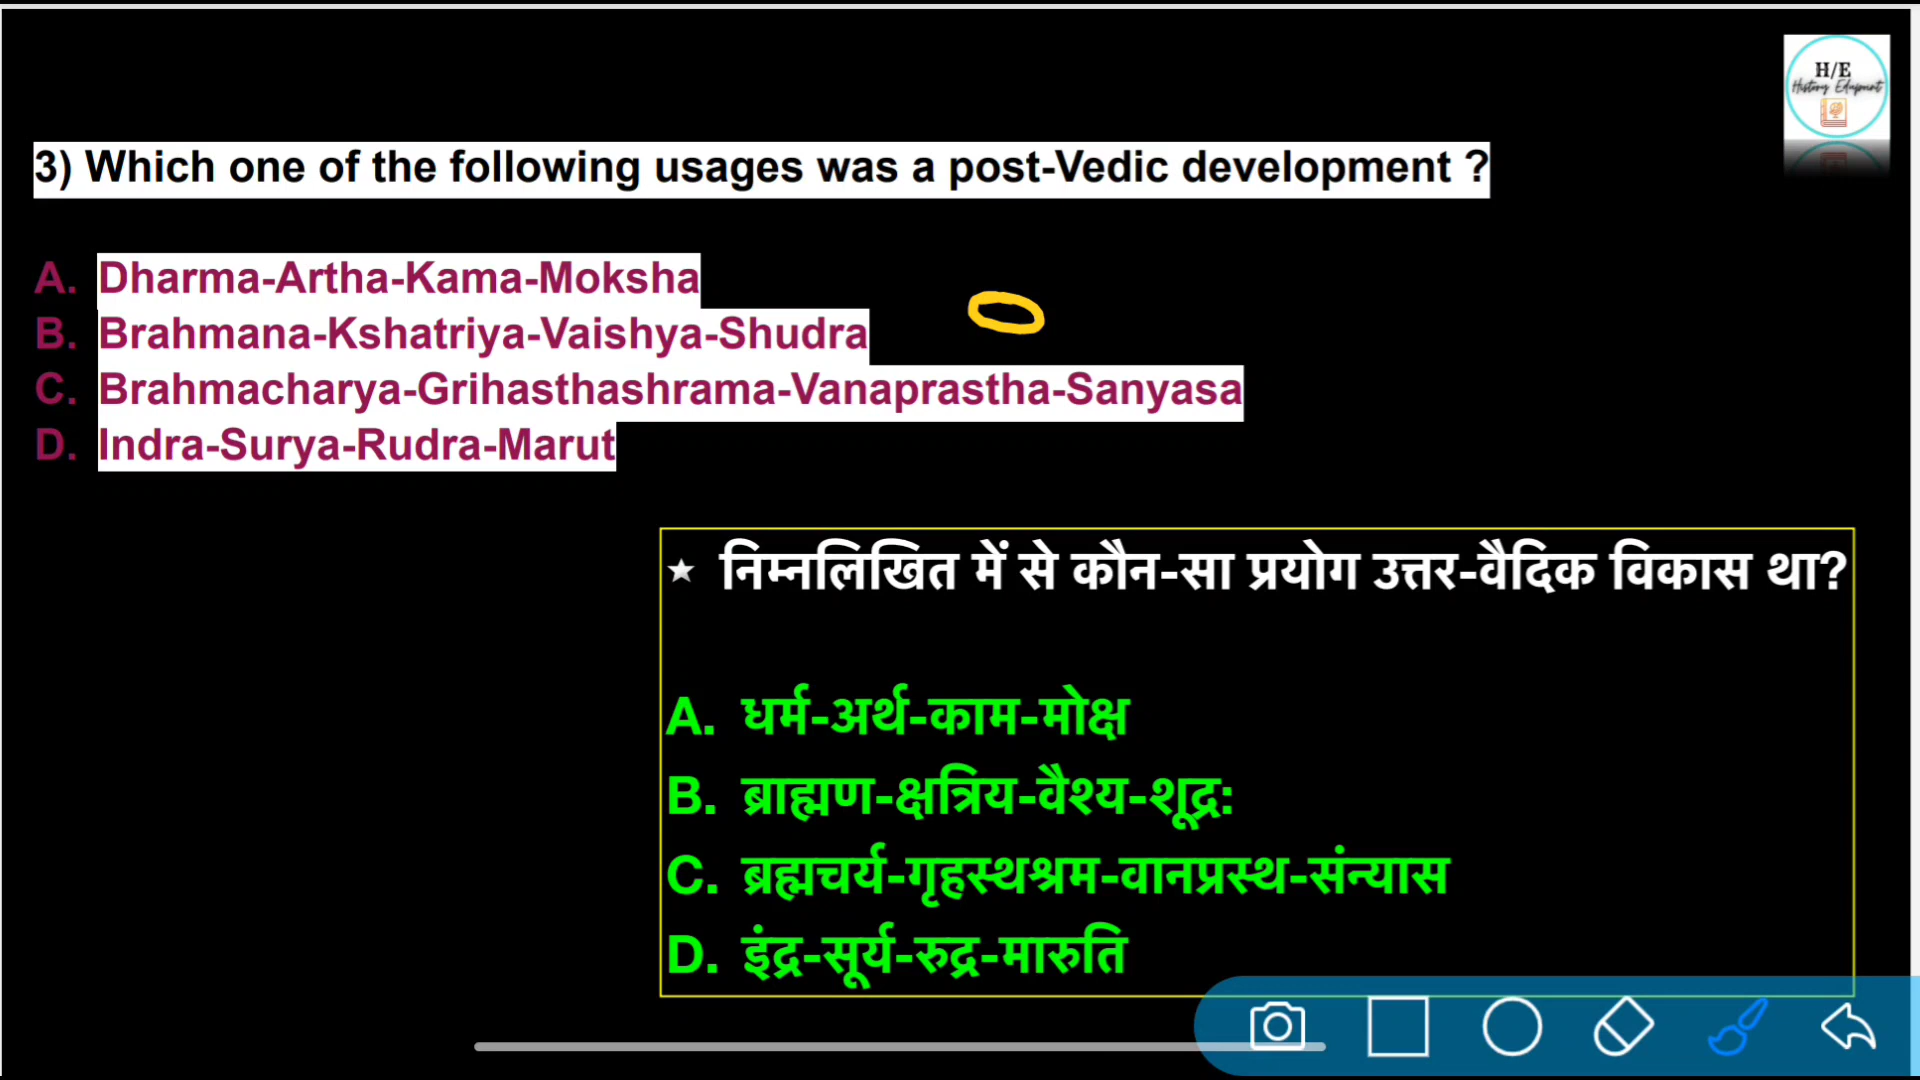 H/E
History Edupoint
3) Which one of the following usages was a post-Vedic development ?
A. Dharma-Artha-Kama-Moksha
B. Brahmana-Kshatriya-Vaishya-Shudra
C. Brahmacharya-Grihasthashrama-Vanaprastha-Sanyasa
D. Indra-Surya-Rudra-Marut
★ निम्नलिखित में से कौन-सा प्रयोग उत्तर-वैदिक विकास था?
A. धर्म-अर्थ-काम-मोक्ष
B. ब्राह्मण-क्षत्रिय-वैश्य-शूद्र:
C. ब्रह्मचर्य-गृहस्थश्रम-वानप्रस्थ-संन्यास
D. इंद्र-सूर्य-रुद्र-मारुति